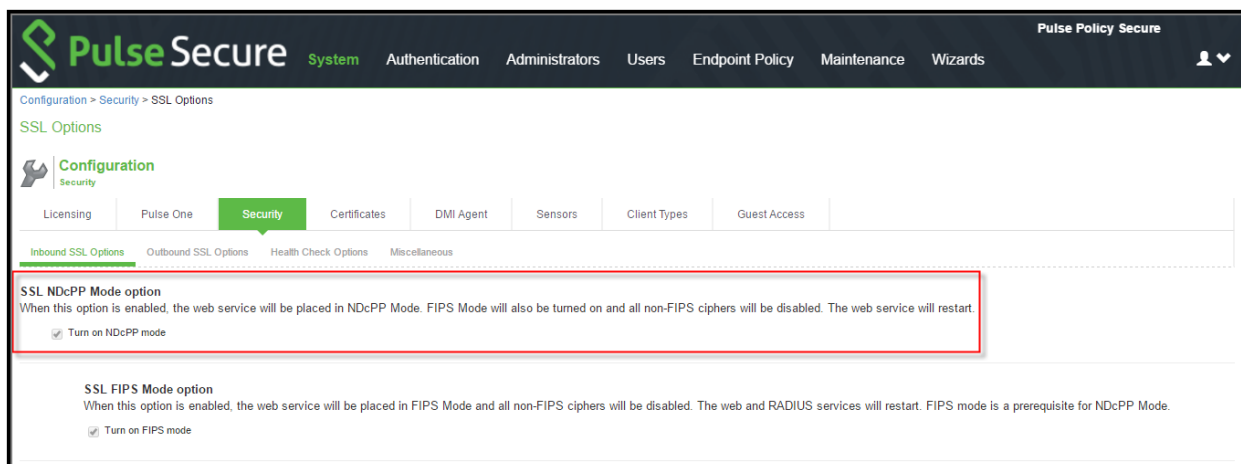 Pulse Policy Secure
Pulse Secure System Authentication Administrators Users Endpoint Policy Maintenance Wizards
Configuration > Security > SSL Options
SSL Options
Configuration
Security
Licensing Pulse One Security Certificates DMI Agent Sensors Client Types Guest Access
Inbound SSL Options Outbound SSL Options Health Check Options Miscellaneous
SSL NDcPP Mode option
When this option is enabled, the web service will be placed in NDcPP Mode. FIPS Mode will also be turned on and all non-FIPS ciphers will be disabled. The web service will restart.
Turn on NDcPP mode
SSL FIPS Mode option
When this option is enabled, the web service will be placed in FIPS Mode and all non-FIPS ciphers will be disabled. The web and RADIUS services will restart. FIPS mode is a prerequisite for NDcPP Mode.
Turn on FIPS mode